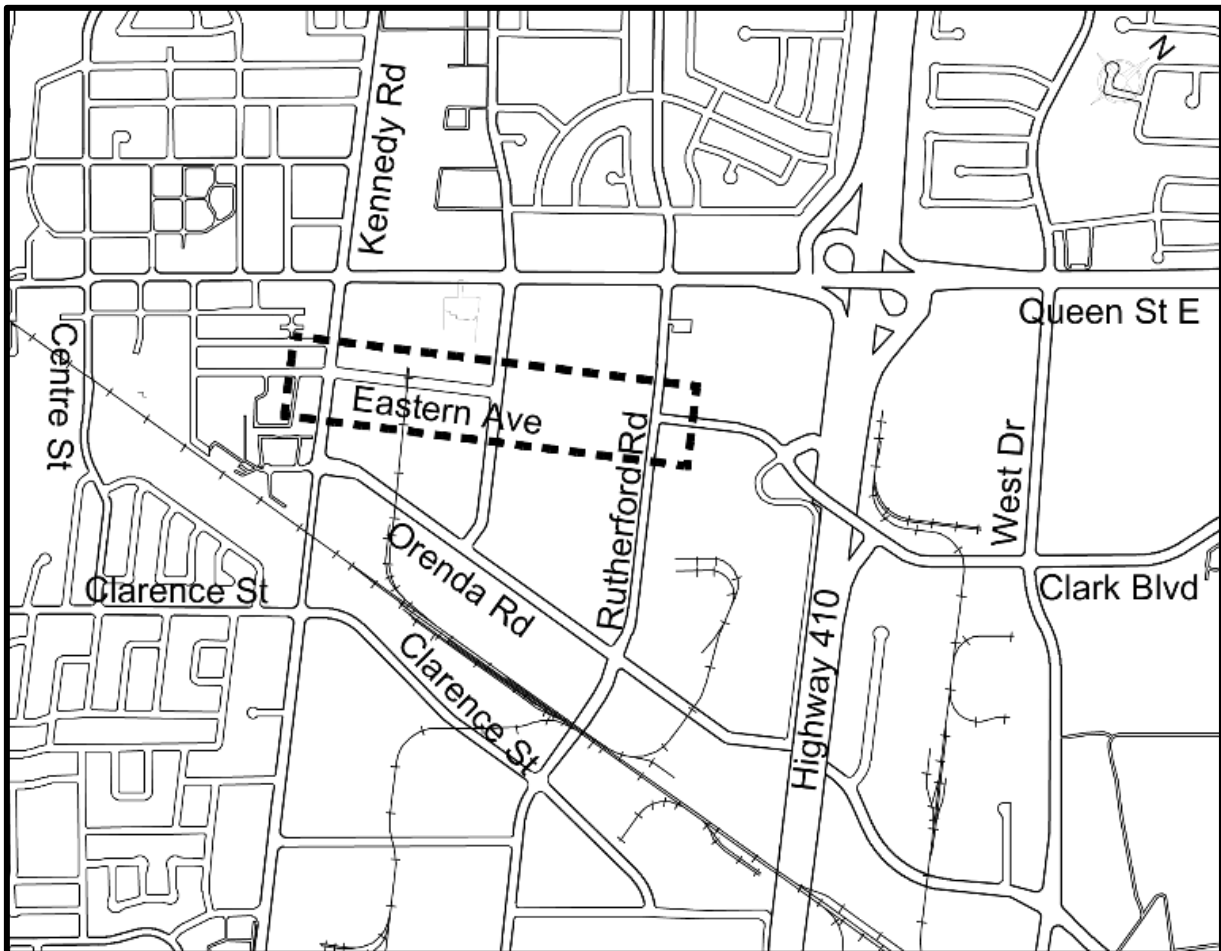 N
Kennedy Rd
Queen St E
Centre St
Eastern Ave
Rutherford Rd
West Dr
Orenda Rd
Clarence St
Clark Blvd
Highway 410
Clarence St